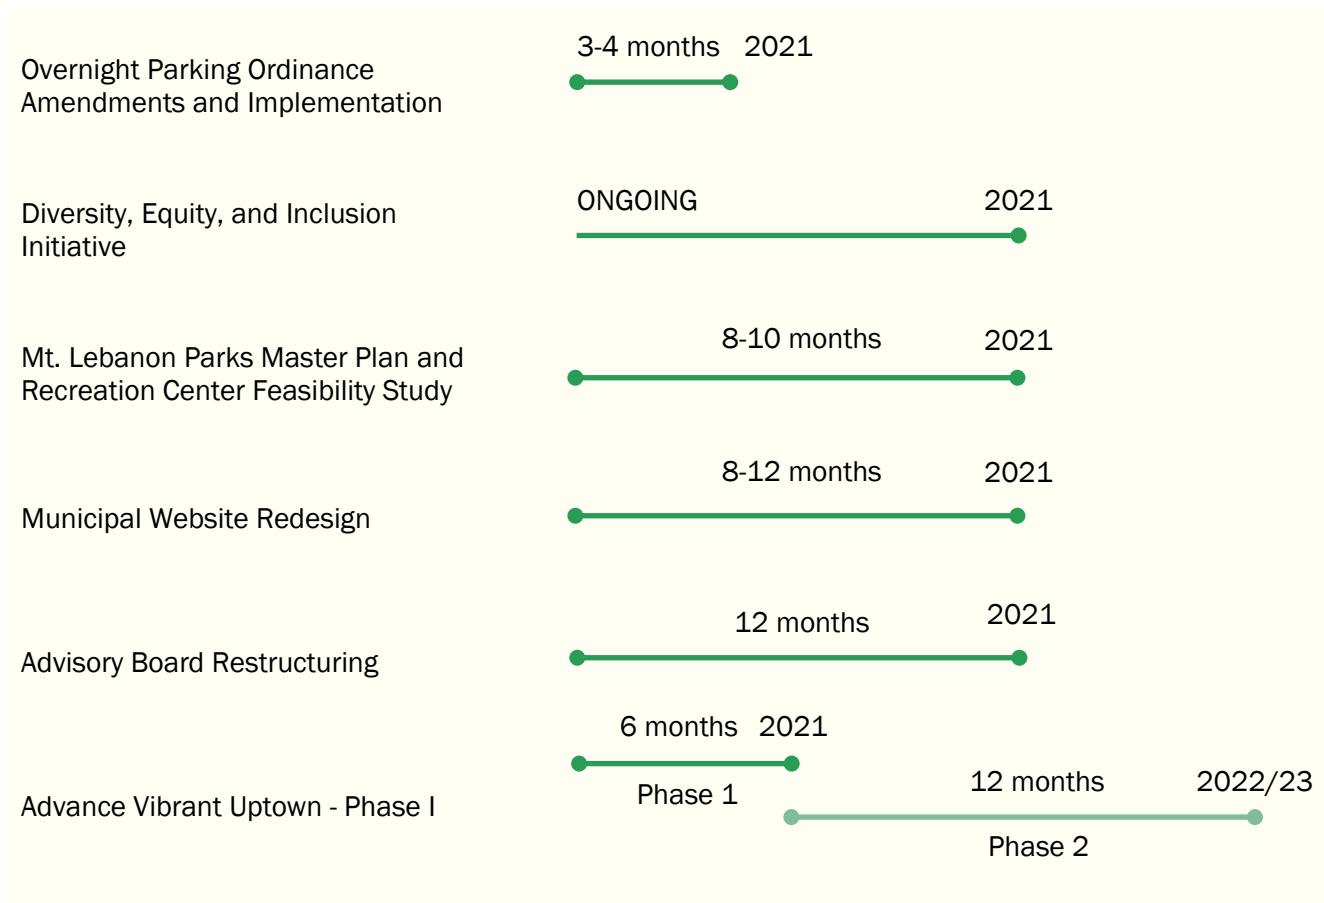 3-4 months 2021
Overnight Parking Ordinance
Amendments and Implementation
ONGOING 2021
Diversity, Equity, and Inclusion
Initiative
8-10 months 2021
Mt. Lebanon Parks Master Plan and
Recreation Center Feasibility Study
8-12 months 2021
Municipal Website Redesign
12 months 2021
Advisory Board Restructuring
6 months 2021
Phase 1
12 months 2022/23
Advance Vibrant Uptown - Phase I
Phase 2